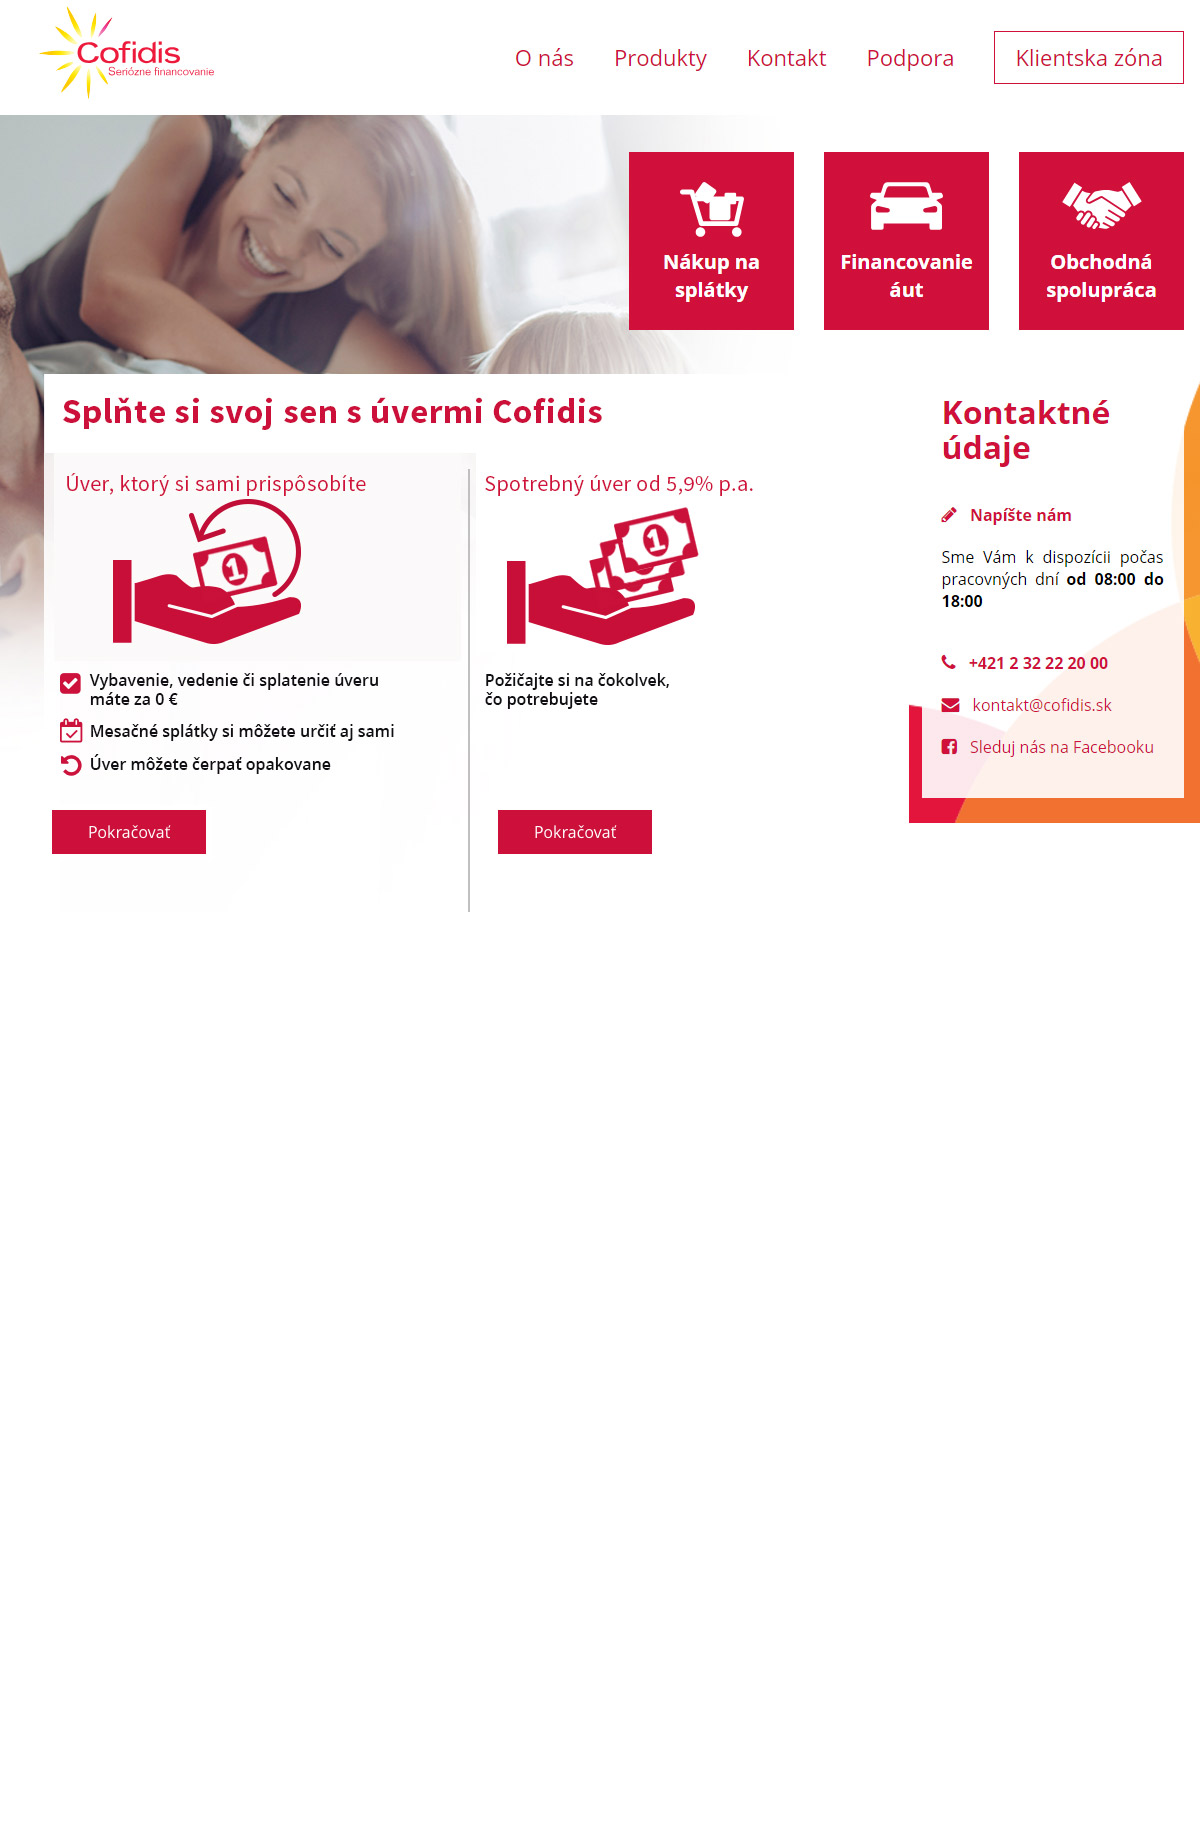 Cofidis
Seriózne financovanie
O nás
Produkty
Kontakt
Podpora
Klientska zóna
Nákup na
splátky
Financovanie
áut
Obchodná
spolupráca
Splňte si svoj sen s úvermi Cofidis
Úver, ktorý si sami prispôsobíte
1
Vybavenie, vedenie či splatenie úveru
máte za 0 €
Mesačné splátky si môžete určiť aj sami
Úver môžete čerpať opakovane
Pokračovať
Spotrebný úver od 5,9% p.a.
1
Požičajte si na čokolvek,
čo potrebujete
Pokračovať
Kontaktné
údaje
Napíšte nám
Sme Vám k dispozícii počas
pracovných dní od 08:00 do
18:00
+421 2 32 22 20 00
kontakt@cofidis.sk
Sleduj nás na Facebooku